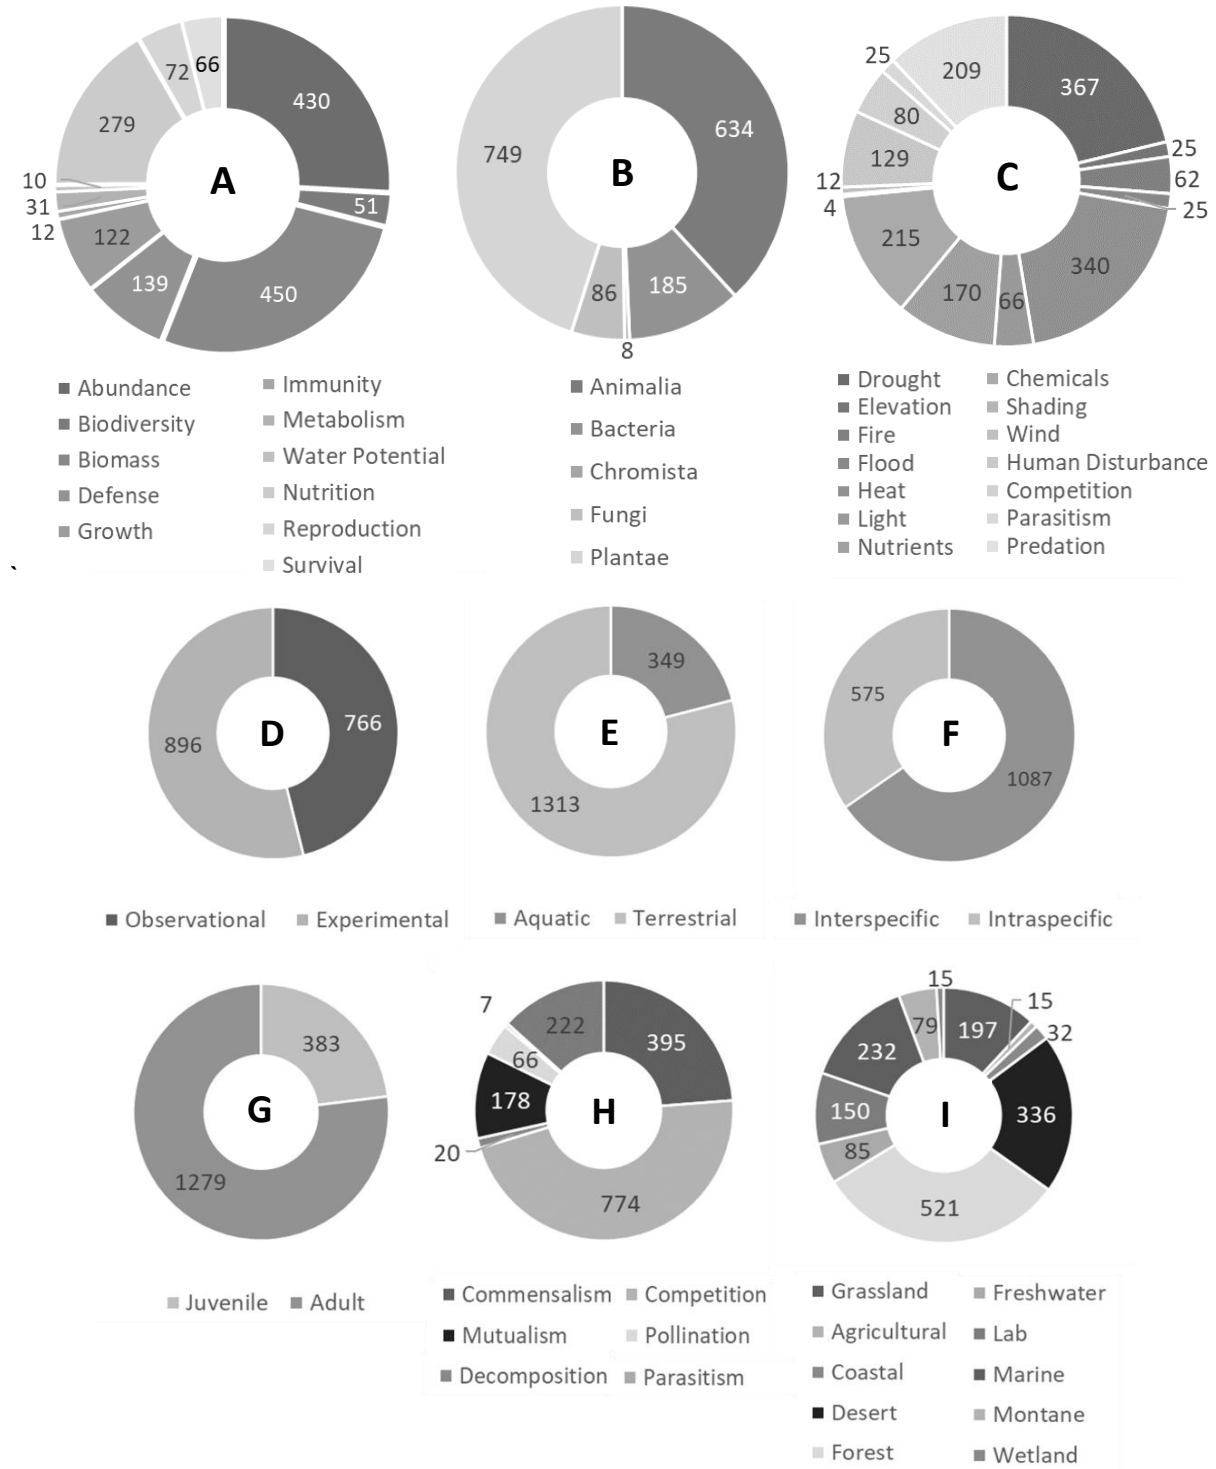 66
72
430
279
A
10
51
31
12
122
139
450
Abundance
Biodiversity
Biomass
Defense
Growth
Immunity
Metabolism
Water Potential
Nutrition
Reproduction
Survival
634
749
B
185
86
8
Animalia
Bacteria
Chromista
Fungi
Plantae
25
209
367
80
129
25
C
62
12
4
25
215
340
170
66
Drought
Elevation
Fire
Flood
Heat
Light
Nutrients
Chemicals
Shading
Wind
Human Disturbance
Competition
Parasitism
Predation
766
D
896
Observational
Experimental
349
E
1313
Aquatic
Terrestrial
575
F
1087
Interspecific
Intraspecific
383
G
1279
Juvenile
Adult
7
222
395
66
178
H
20
774
Commensalism
Competition
Mutualism
Pollination
Decomposition
Parasitism
15
15
79
197
32
232
336
150
I
85
521
Grassland
Agricultural
Coastal
Desert
Forest
Freshwater
Lab
Marine
Montane
Wetland